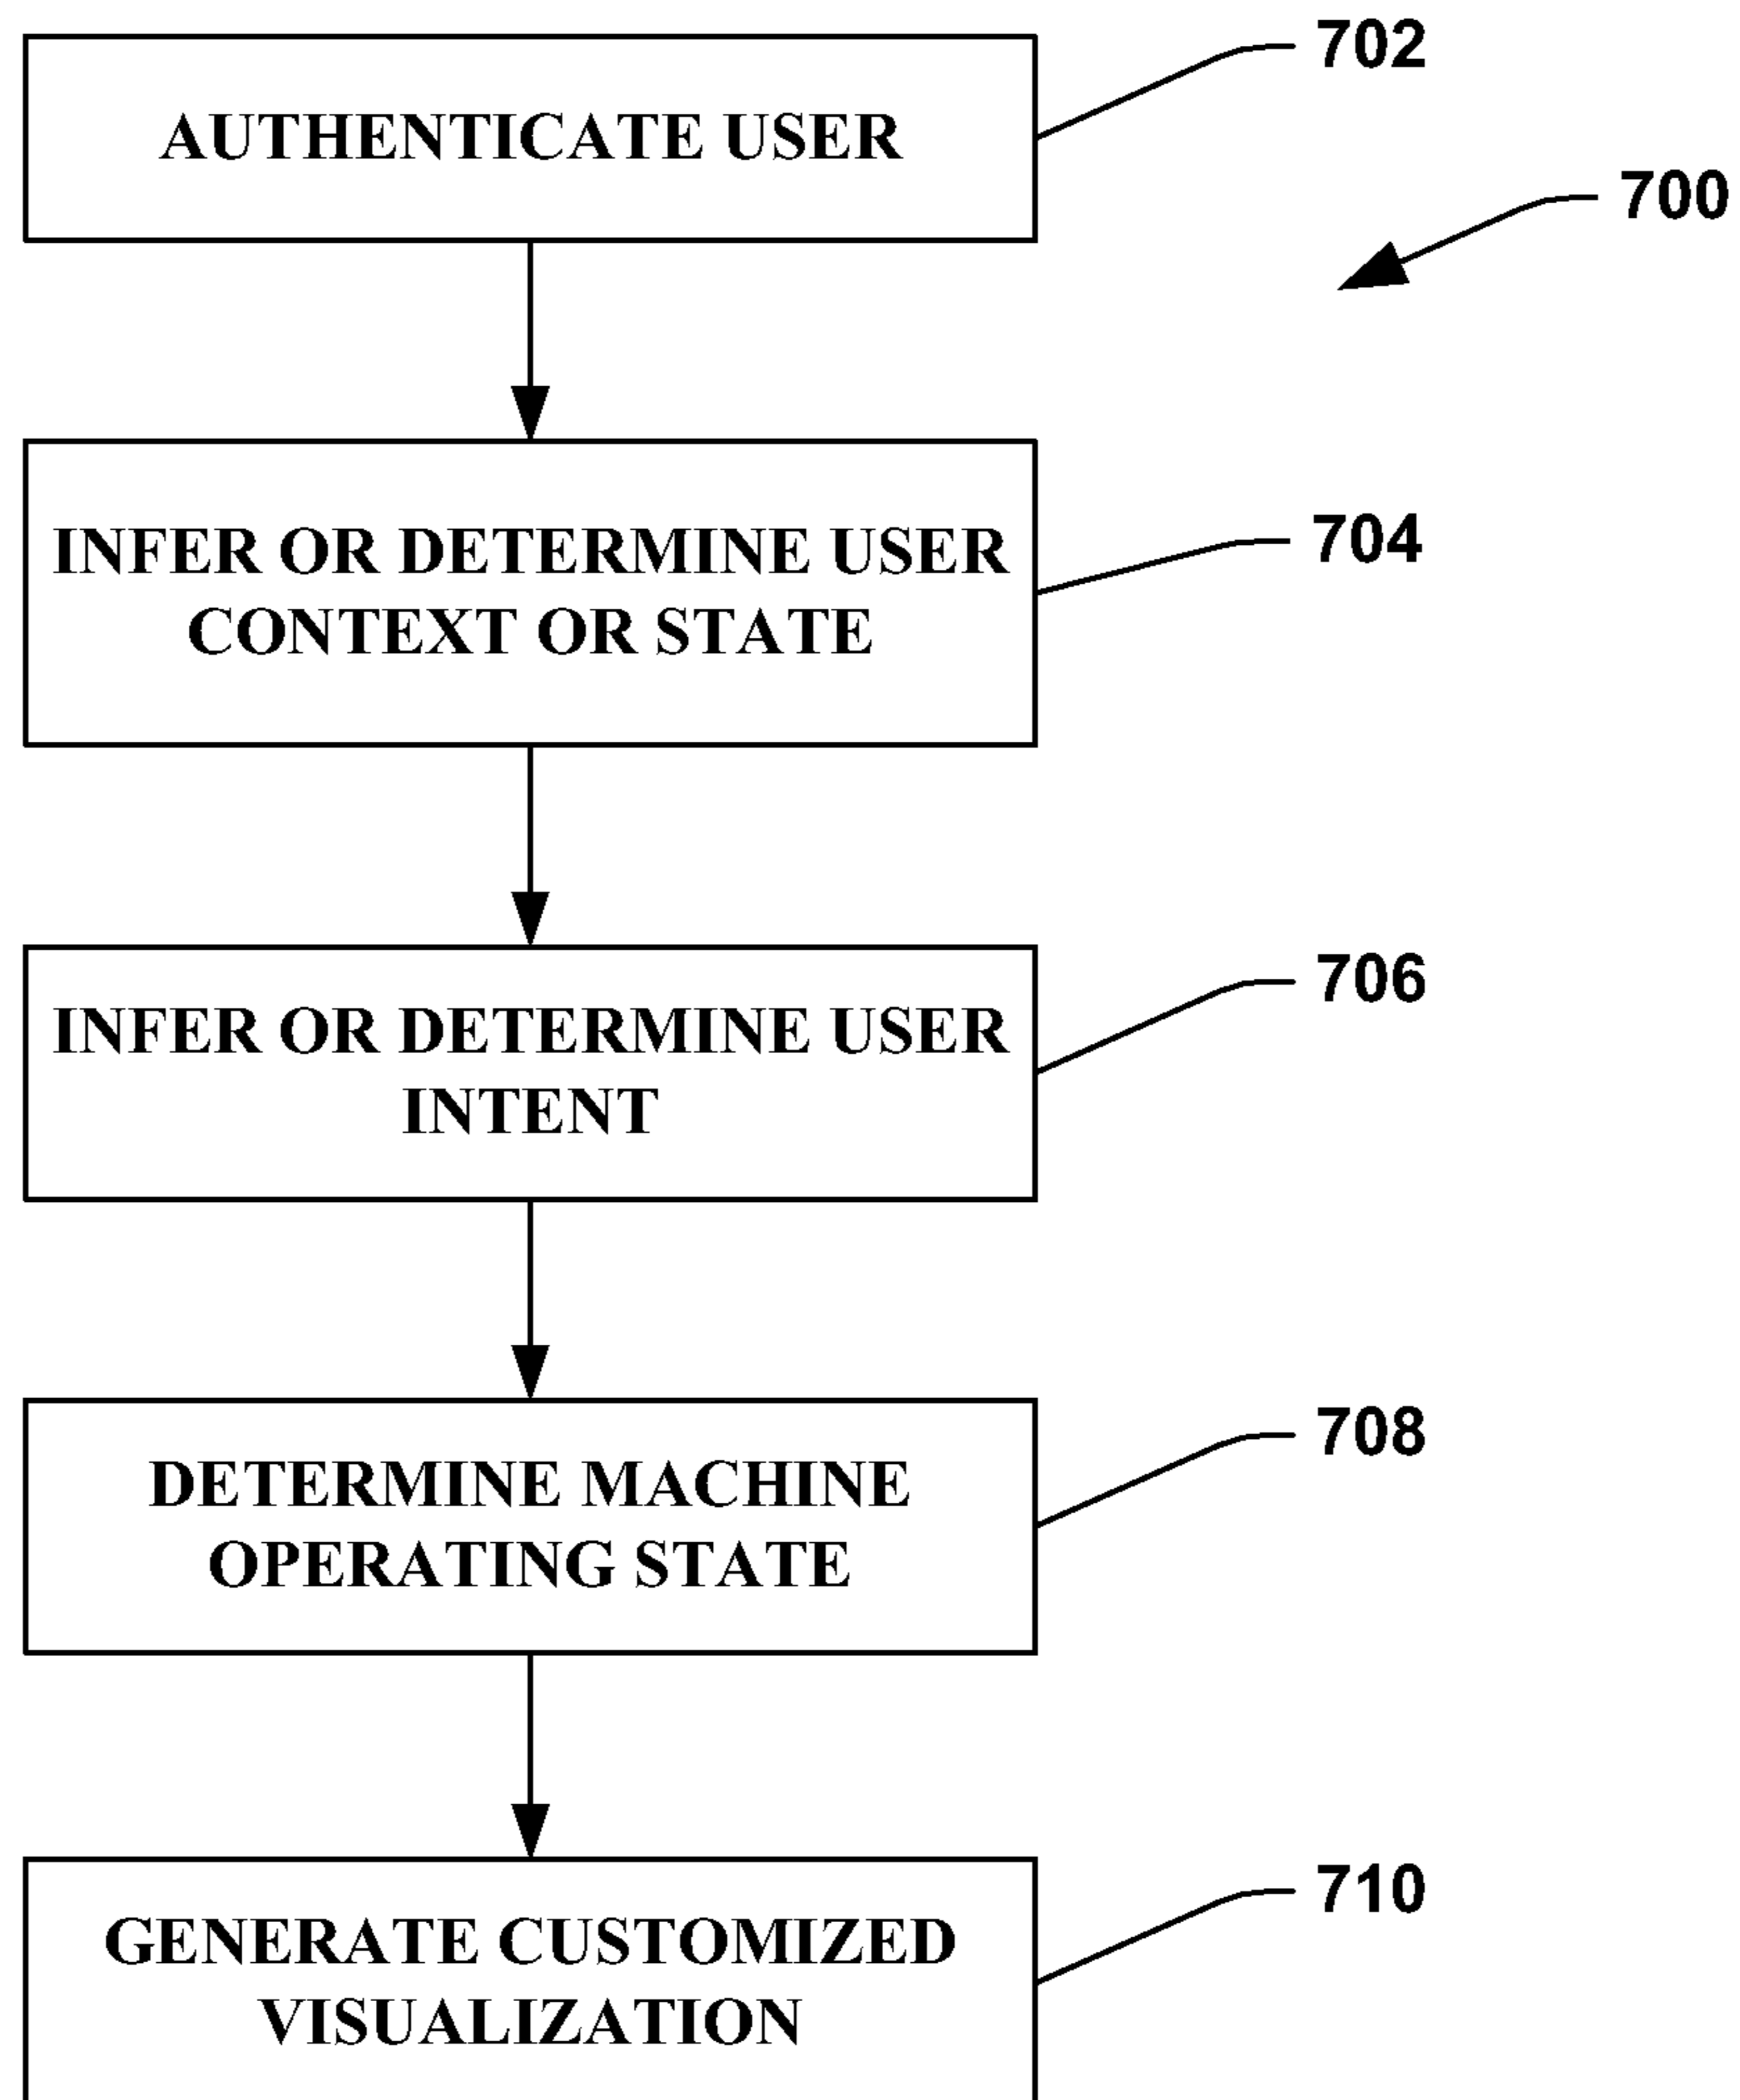 702
AUTHENTICATE USER
700
INFER OR DETERMINE USER
CONTEXT OR STATE
704
706
INFER OR DETERMINE USER
INTENT
708
DETERMINE MACHINE
OPERATING STATE
710
GENERATE CUSTOMIZED
VISUALIZATION